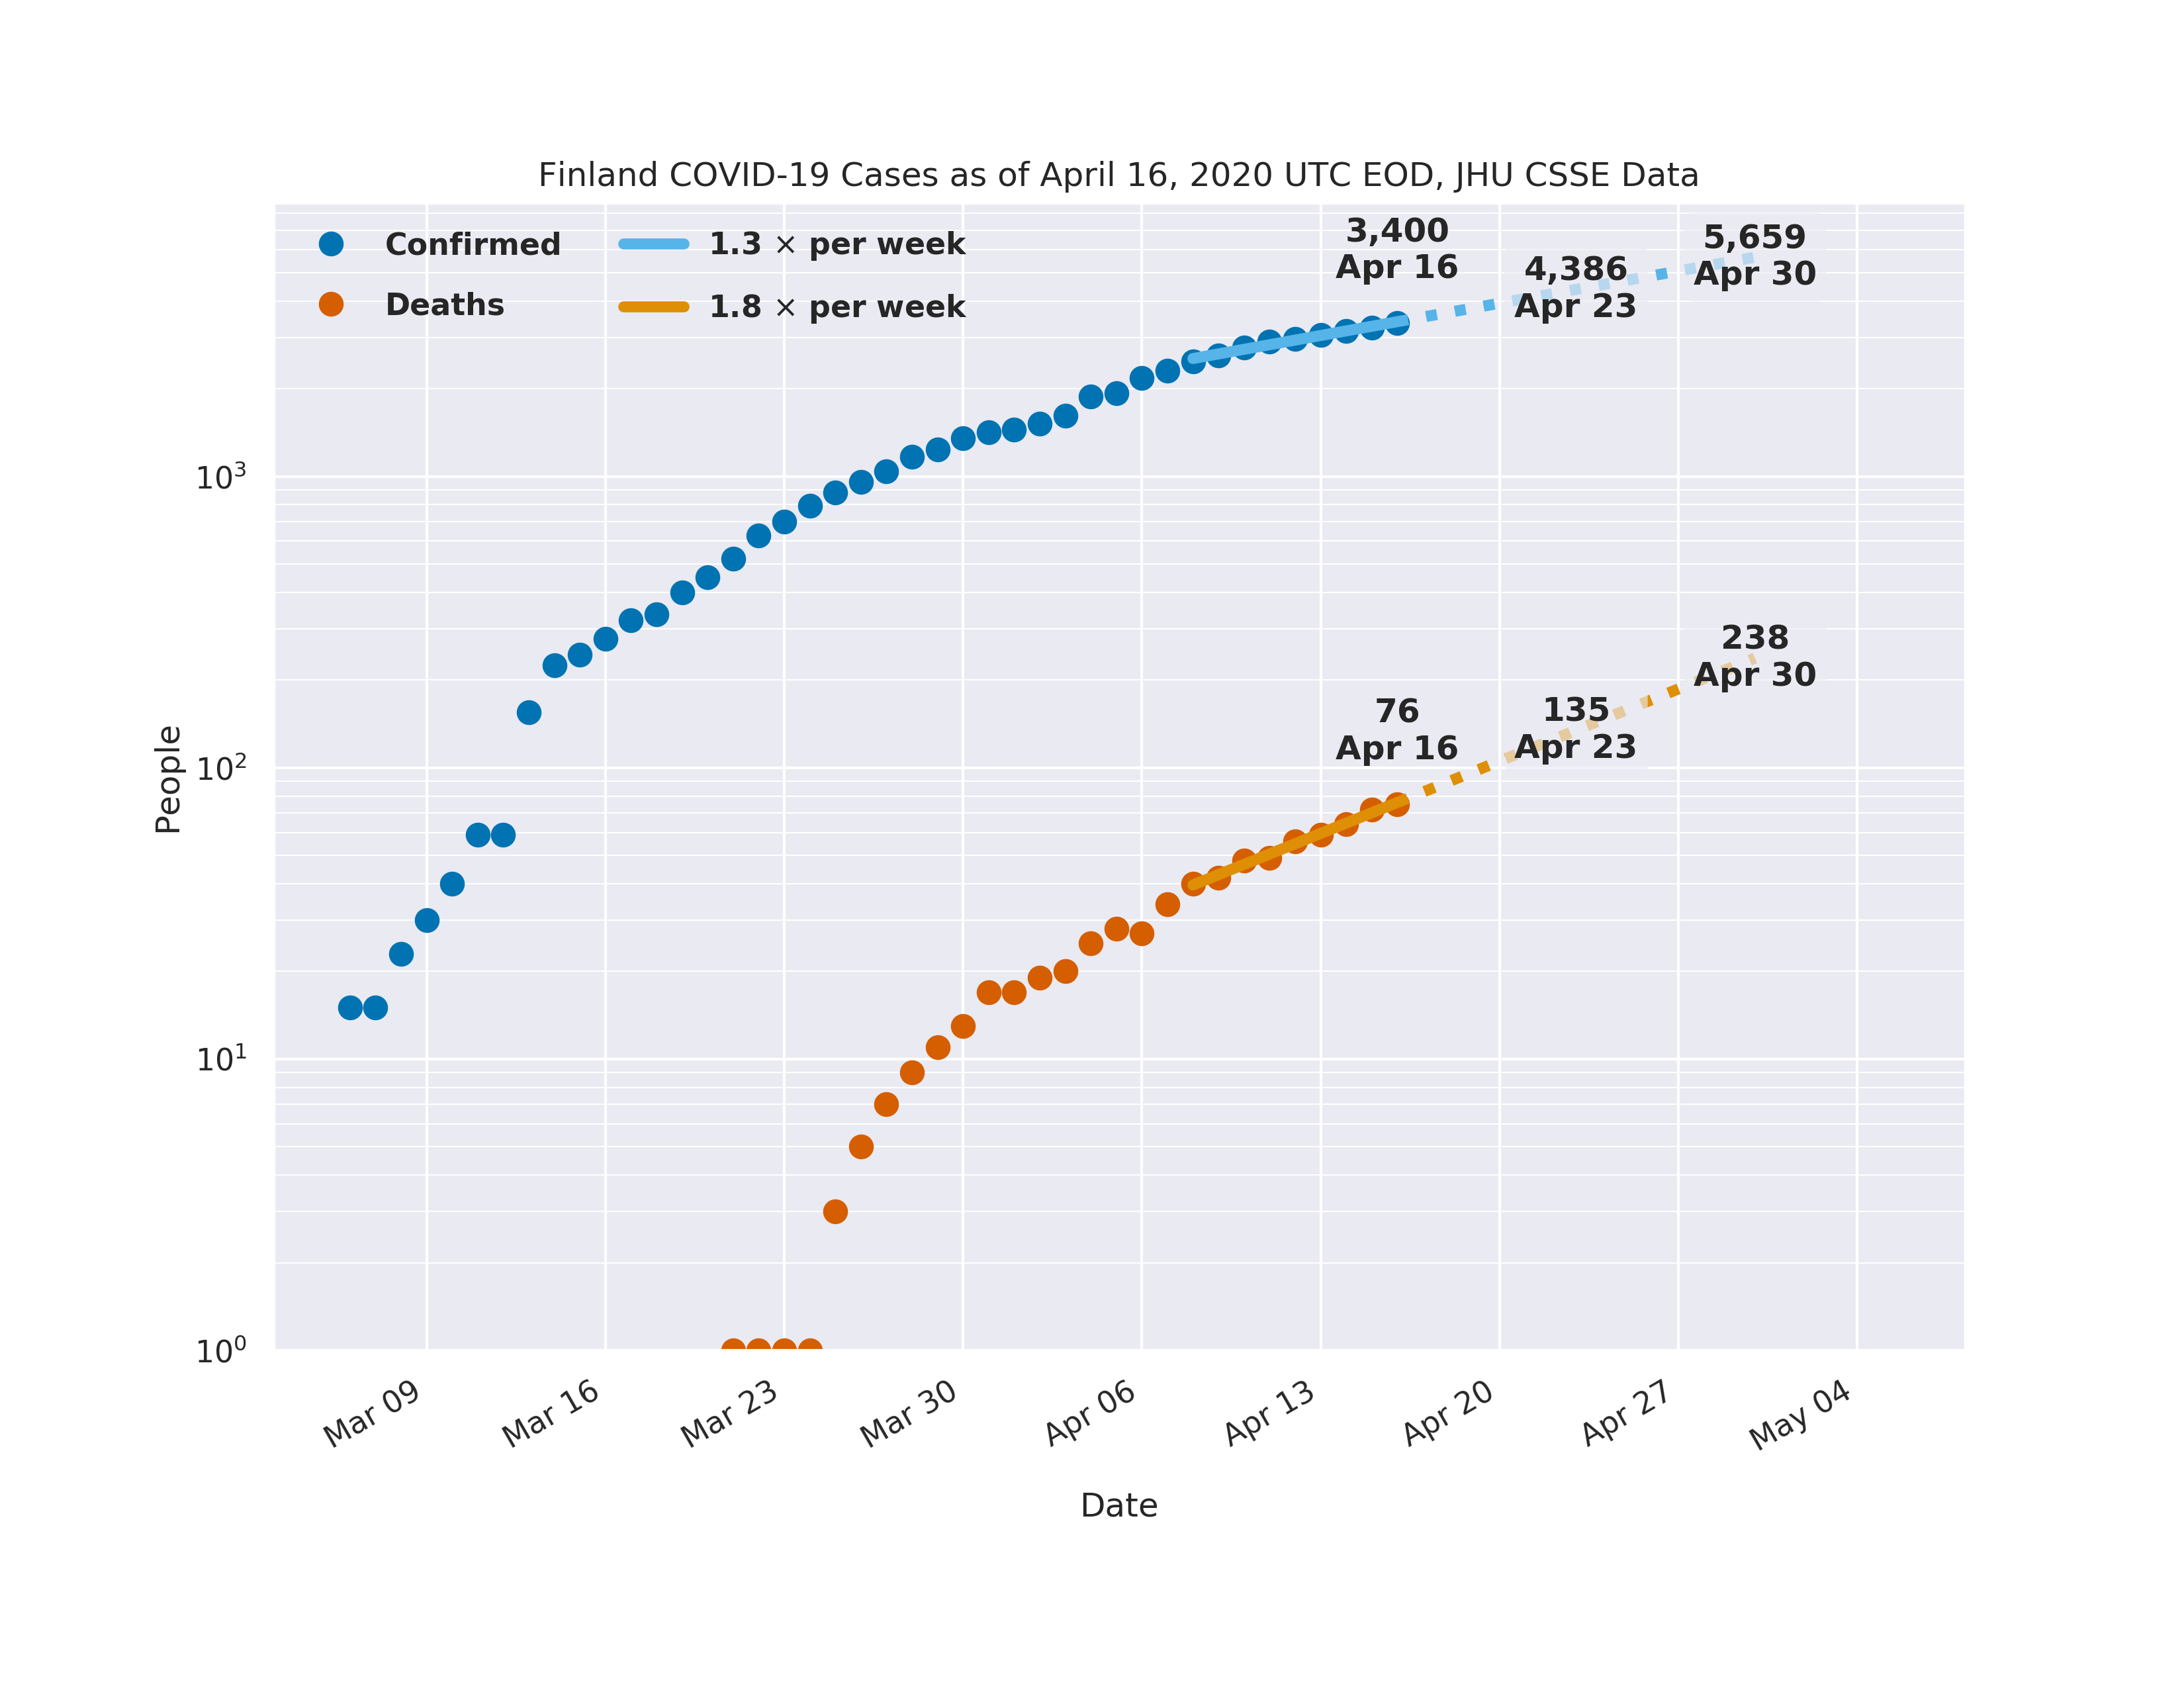 Finland COVID-19 Cases as of April 16, 2020 UTC EOD, JHU CSSE Data
Confirmed
Deaths
1.3 × per week
1.8 × per week
3,400
Apr 16
4,386
Apr 23
5,659
Apr 30
238
Apr 30
76
Apr 16
135
Apr 23
People
10³
10²
10¹
10⁰
Mar 09
Mar 16
Mar 23
Mar 30
Apr 06
Apr 13
Apr 20
Apr 27
May 04
Date